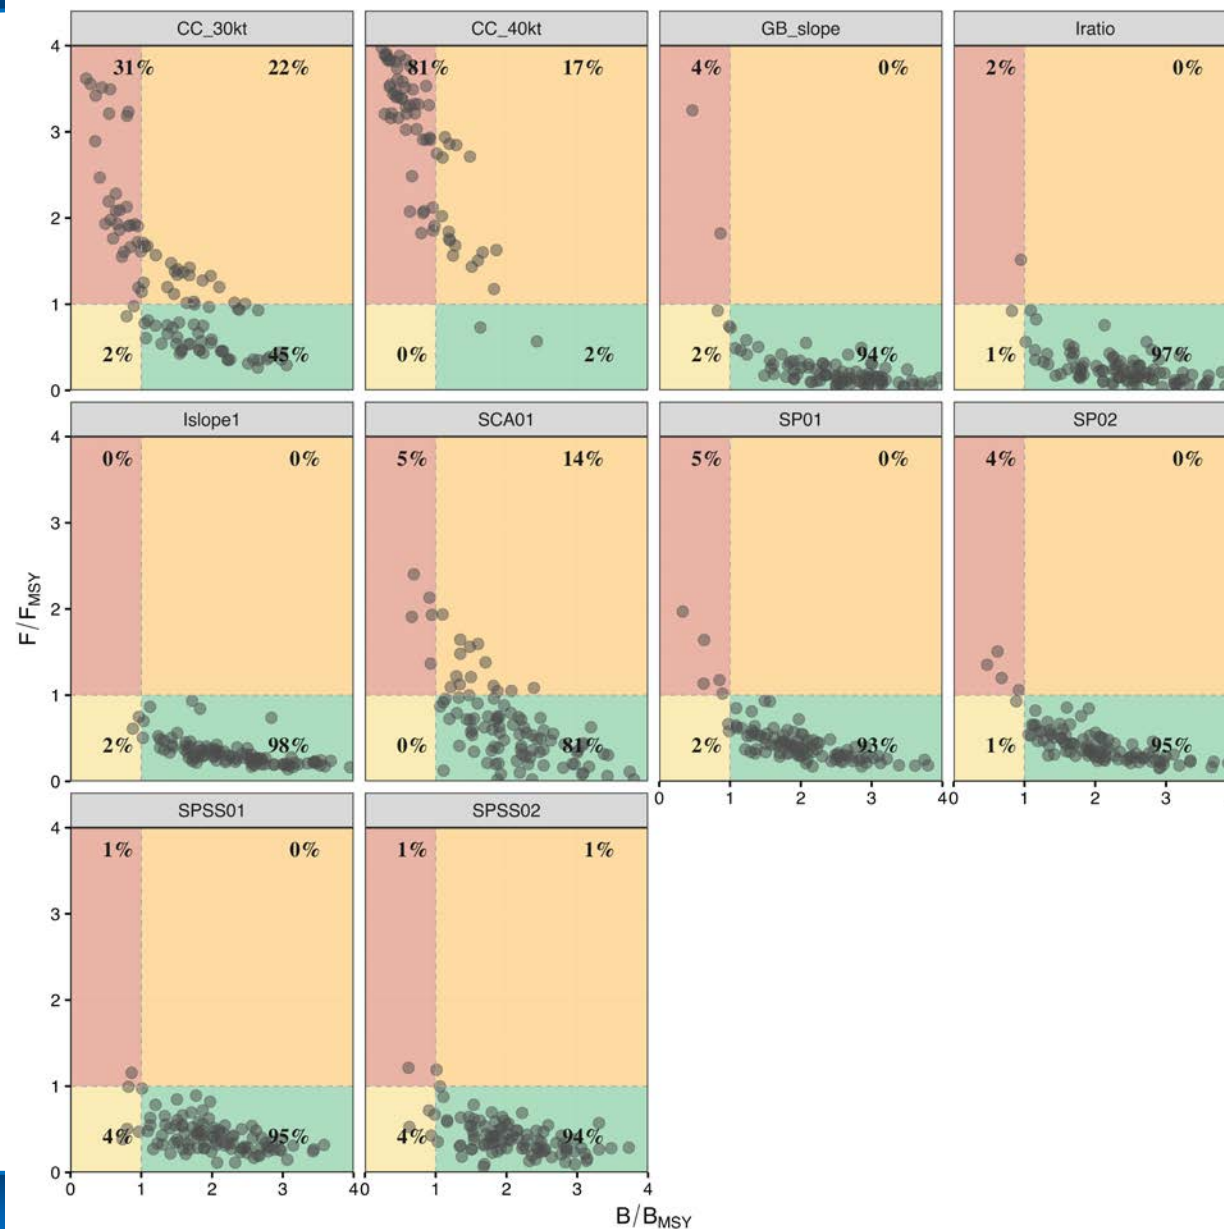 CC_30kt CC_40kt GB_slope Iratio
4
31% 22% 81% 17% 4% 0% 2% 0%
3
2
1
2% 45% 0% 2% 2% 94% 1% 97%
0
Islope1 SCA01 SP01 SP02
4
0% 0% 5% 14% 5% 0% 4% 0%
3
2
1
2% 98% 0% 81% 2% 93% 1% 95%
0
0 1 2 3 40 1 2 3
SPSS01 SPSS02
4
1% 0% 1% 1%
3
2
1
4% 95% 4% 94%
0
0 1 2 3 40 1 2 3 4
F/FMSY
B/BMSY